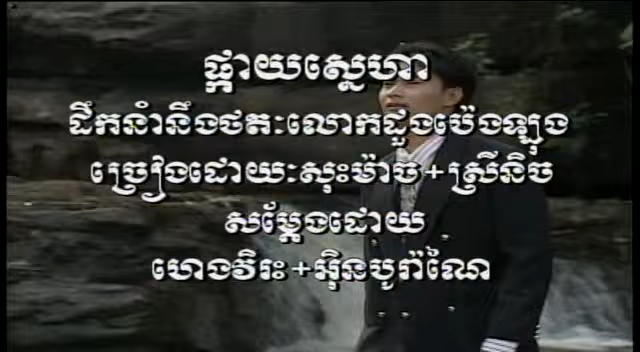 ផ្កាយស្នេហា
ដឹកនាំនឹងថតៈលោកដួងប៉េងឡុង
ច្រៀងដោយៈសុះម៉ាច+ស្រីនិច
សម្ដែងដោយ
ហេងវិរះ+អ៊ិនបូរ៉ាណៃ